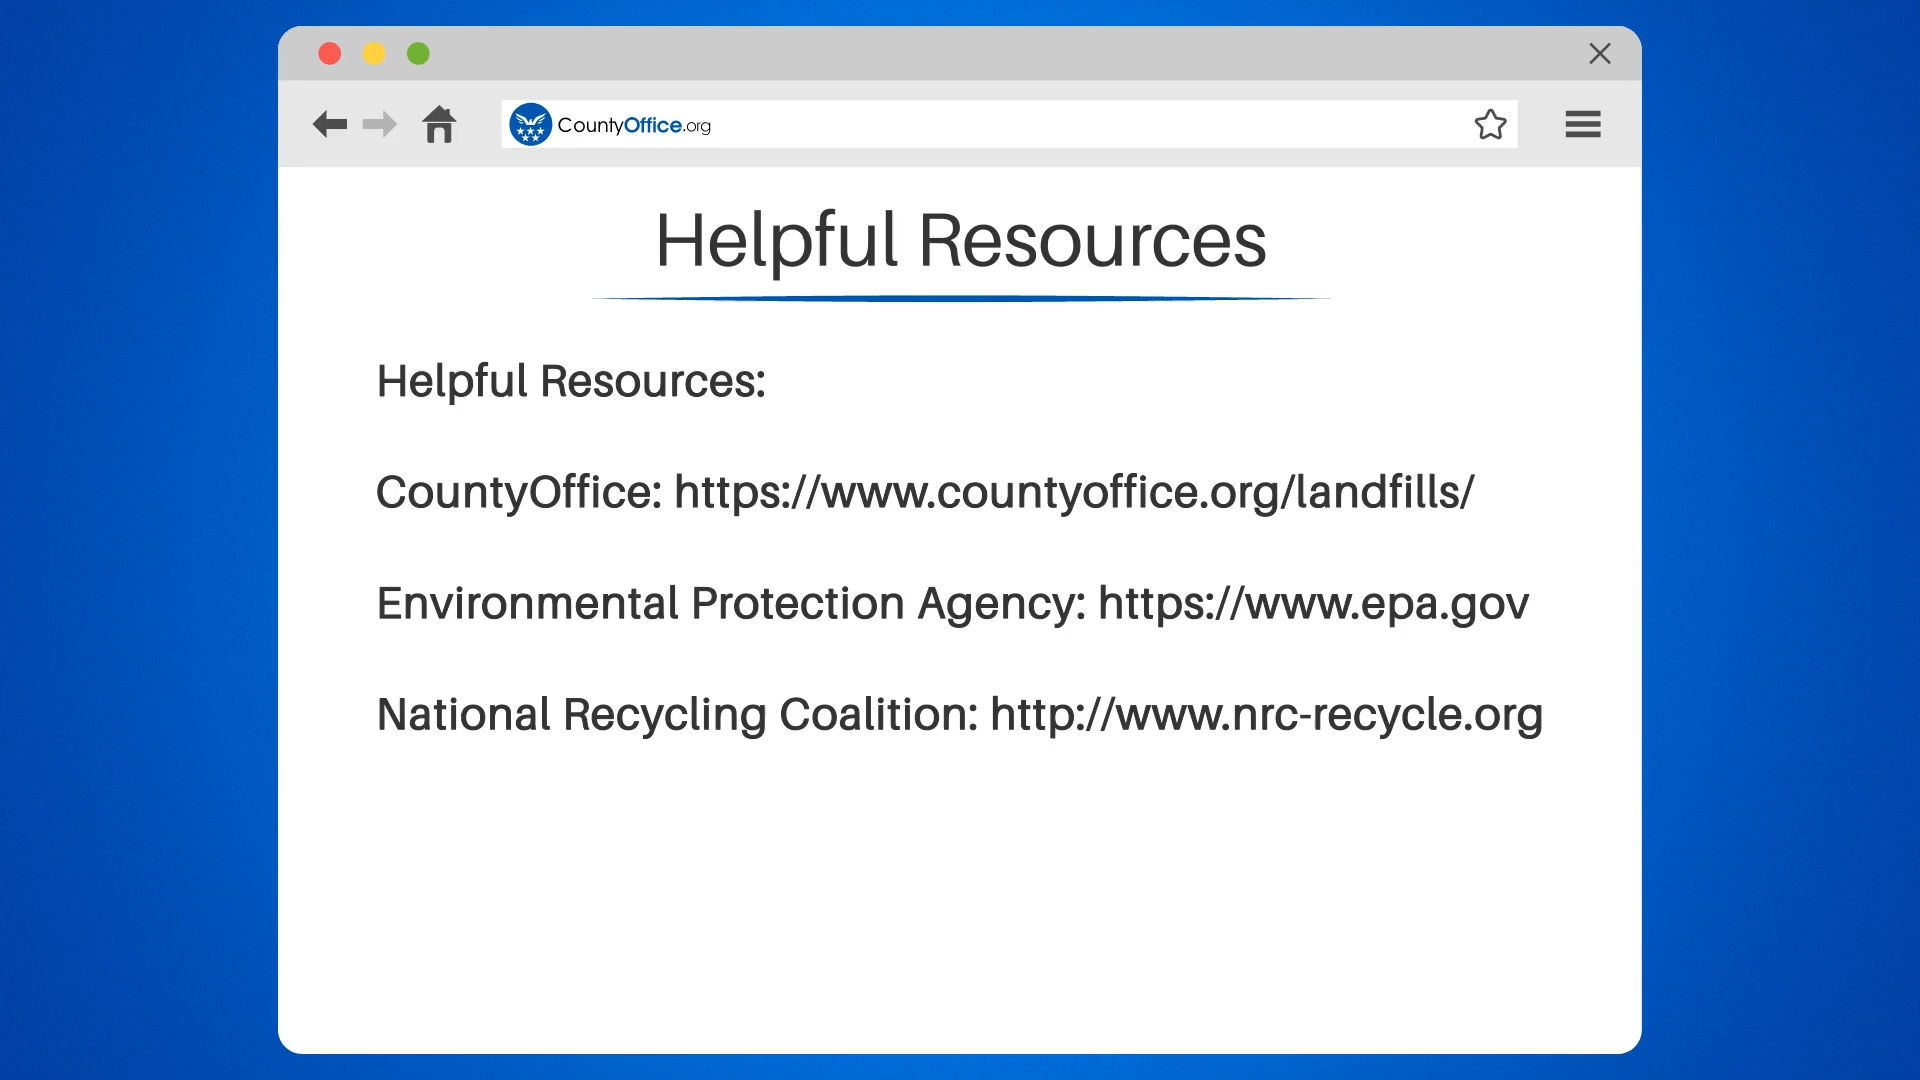 CountyOffice.org
Helpful Resources
Helpful Resources:
CountyOffice: https://www.countyoffice.org/landfills/
Environmental Protection Agency: https://www.epa.gov
National Recycling Coalition: http://www.nrc-recycle.org